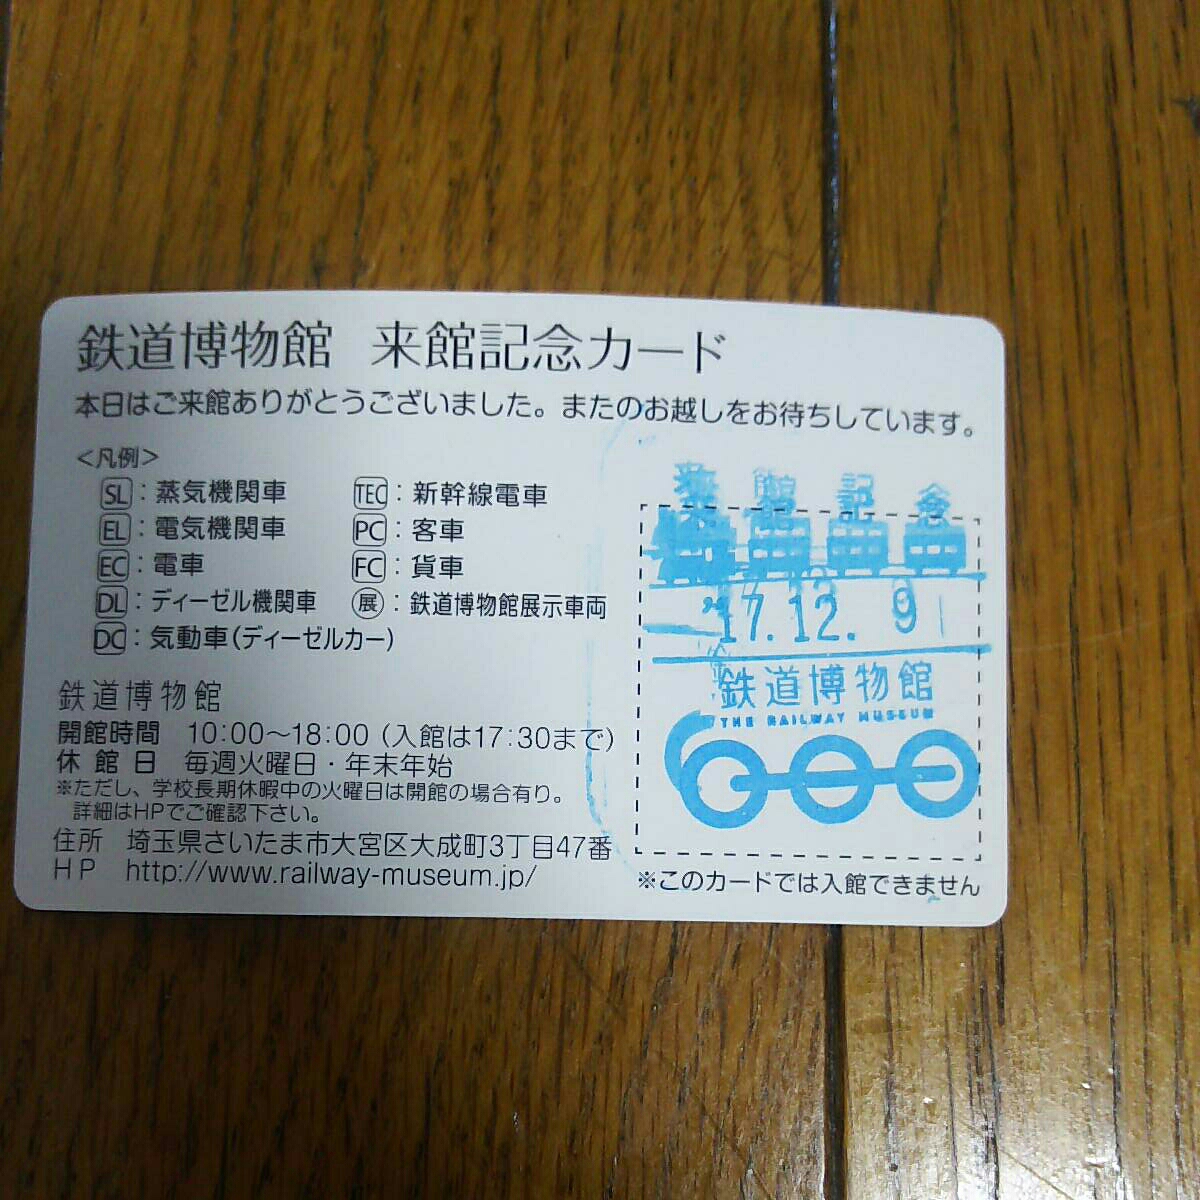 鉄道博物館 来館記念カード
本日はご来館ありがとうございました。またのお越しをお待ちしています。
<凡例>
SL：蒸気機関車 TEC：新幹線電車
EL：電気機関車 PC：客車
EC：電車 FC：貨車
DL：ディーゼル機関車 展：鉄道博物館展示車両
DC：気動車(ディーゼルカー)
鉄道博物館
開館時間 10:00～18:00 (入館は17:30まで)
休館日 毎週火曜日・年末年始
※ただし、学校長期休暇中の火曜日は開館の場合有り。
詳細はHPでご確認下さい。
住所 埼玉県さいたま市大宮区大成町3丁目47番
HP http://www.railway-museum.jp/
来館記念
'17.12. 9
鉄道博物館
THE RAILWAY MUSEUM
※このカードでは入館できません